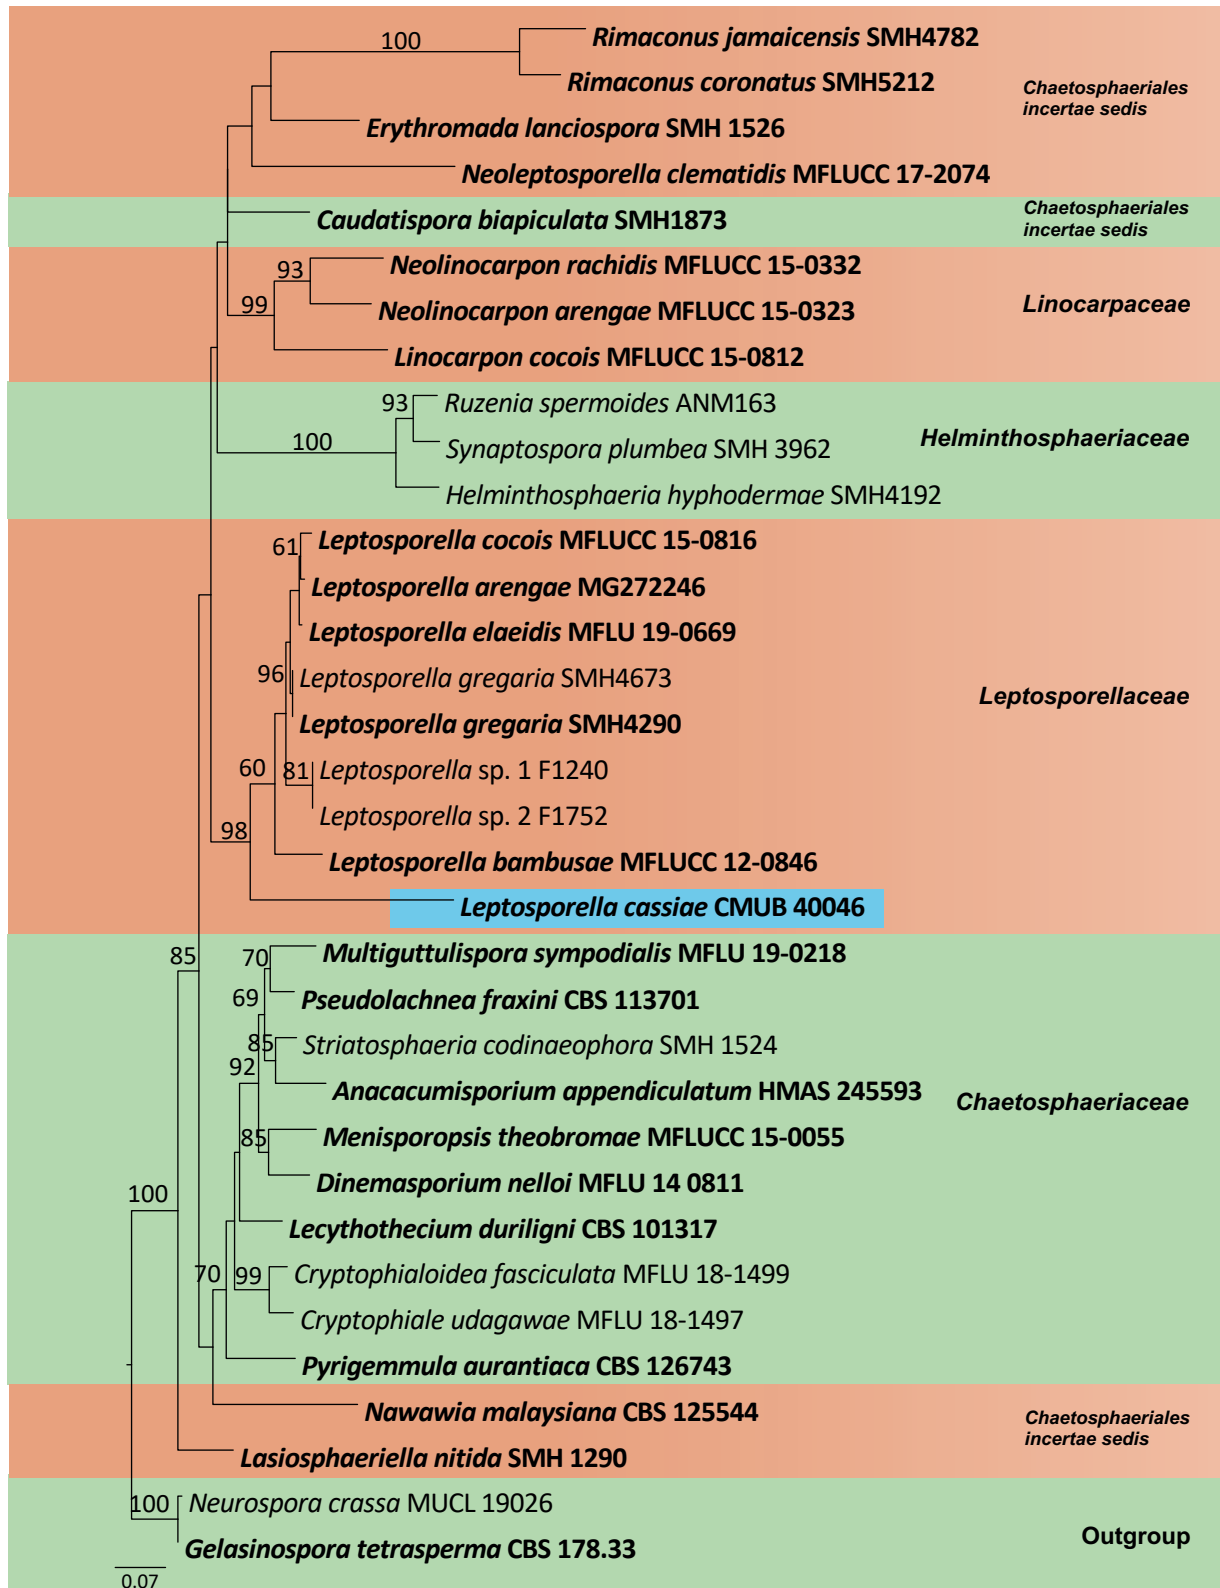 Rimaconus jamaicensis SMH4782
100
Rimaconus coronatus SMH5212
Chaetosphaeriales
incertae sedis
Erythromada lanciospora SMH 1526
Neoleptosporella clematidis MFLUCC 17-2074
Caudatispora biapiculata SMH1873
Chaetosphaeriales
incertae sedis
Neolinocarpon rachidis MFLUCC 15-0332
93
Neolinocarpon arengae MFLUCC 15-0323
99
Linocarpaceae
Linocarpon cocois MFLUCC 15-0812
Ruzenia spermoides ANM163
93
Synaptospora plumbea SMH 3962
100
Helminthosphaeriaceae
Helminthosphaeria hyphodermae SMH4192
Leptosporella cocois MFLUCC 15-0816
61
Leptosporella arengae MG272246
Leptosporella elaeidis MFLU 19-0669
96
Leptosporella gregaria SMH4673
Leptosporellaceae
Leptosporella gregaria SMH4290
60
81
Leptosporella sp. 1 F1240
Leptosporella sp. 2 F1752
98
Leptosporella bambusae MFLUCC 12-0846
Leptosporella cassiae CMUB 40046
85
70
Multiguttulispora sympodialis MFLU 19-0218
69
Pseudolachnea fraxini CBS 113701
85
Striatosphaeria codinaeophora SMH 1524
92
Anacacumisporium appendiculatum HMAS 245593
Chaetosphaeriaceae
85
Menisporopsis theobromae MFLUCC 15-0055
Dinemasporium nelloi MFLU 14 0811
100
Lecythothecium duriligni CBS 101317
70
99
Cryptophialoidea fasciculata MFLU 18-1499
Cryptophiale udagawae MFLU 18-1497
Pyrigemmula aurantiaca CBS 126743
Nawawia malaysiana CBS 125544
Chaetosphaeriales
incertae sedis
Lasiosphaeriella nitida SMH 1290
100
Neurospora crassa MUCL 19026
Outgroup
Gelasinospora tetrasperma CBS 178.33
0.07